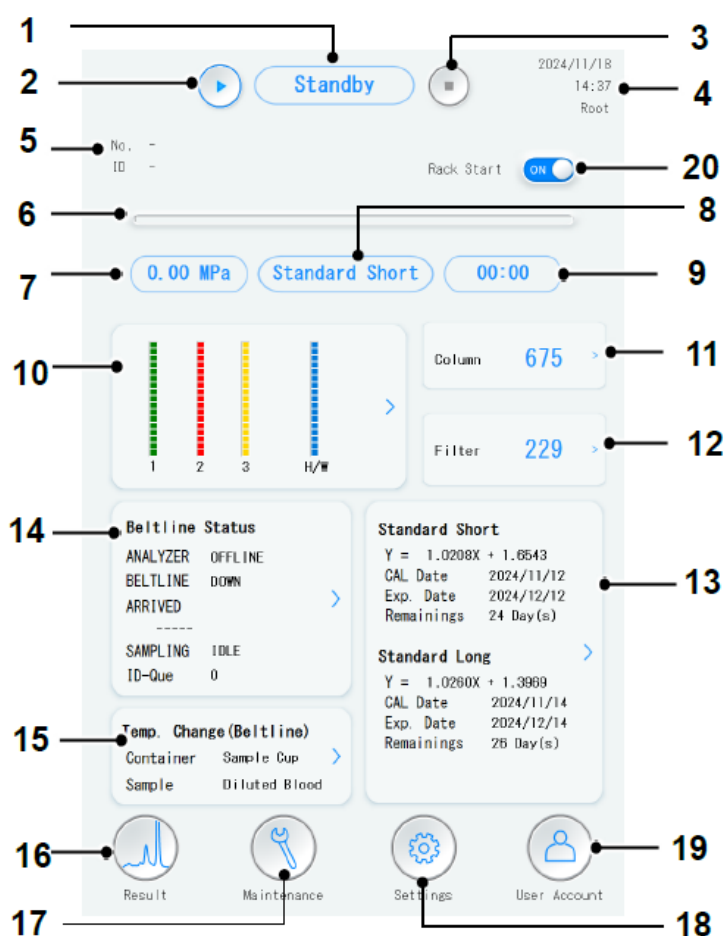 1
2
Standby
3
2024/11/18
14:37
4
Root
5
No. -
ID -
Rack Start ON
20
6
8
7
0.00 MPa Standard Short 00:00
9
10
1 2 3 H/W
Column 675 >
11
Filter 229 >
12
14
Beltline Status
ANALYZER OFFLINE
BELTLINE DOWN
ARRIVED
-----
SAMPLING IDLE
ID-Que 0
Standard Short
Y = 1.0208X + 1.6543
CAL Date 2024/11/12
Exp. Date 2024/12/12
Remainings 24 Day(s)
13
Standard Long
Y = 1.0260X + 1.3969
CAL Date 2024/11/14
Exp. Date 2024/12/14
Remainings 26 Day(s)
15
Temp. Change(Beltline)
Container Sample Cup
Sample Diluted Blood
16
Result
17
Maintenance
Settings
18
User Account
19